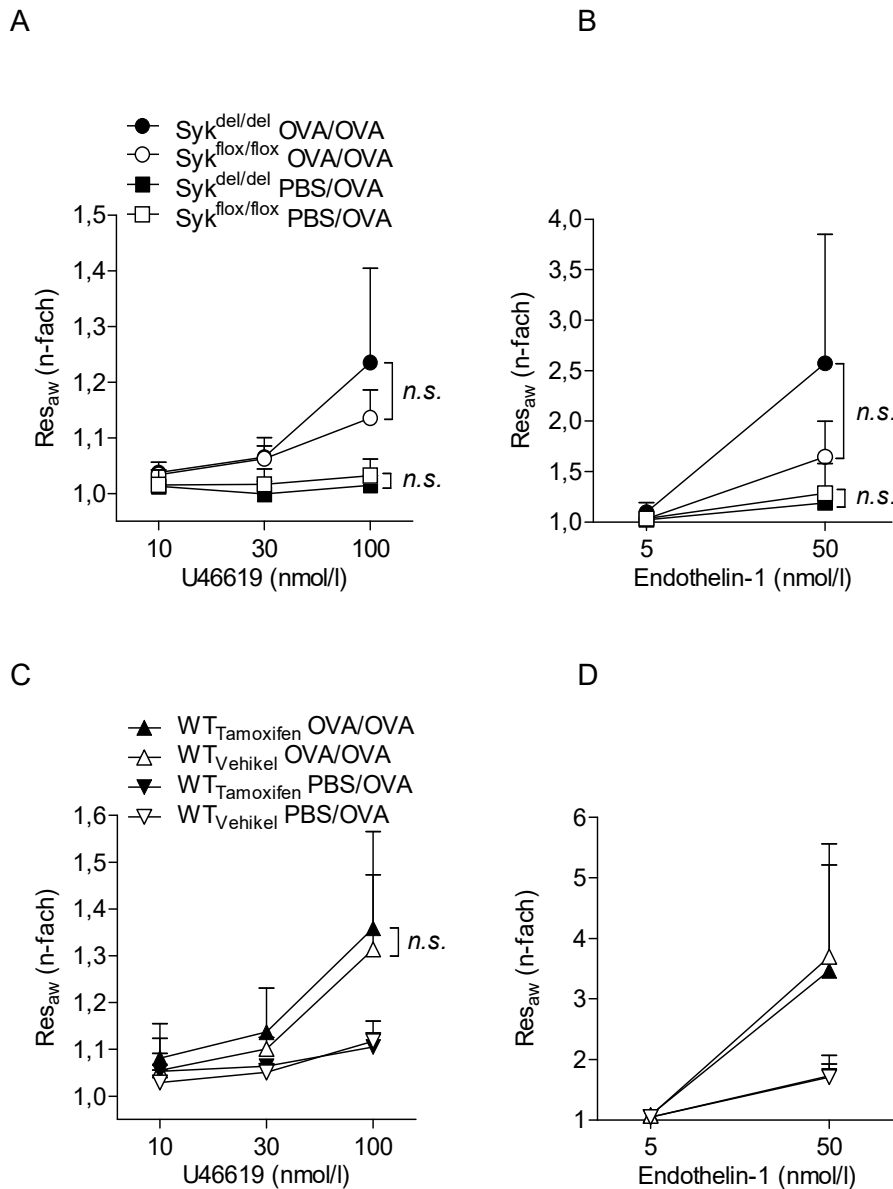 A
B
Syk^del/del OVA/OVA
Syk^flox/flox OVA/OVA
Syk^del/del PBS/OVA
Syk^flox/flox PBS/OVA
Res_aw (n-fach)
1,5
1,4
1,3
1,2
1,1
1,0
n.s.
n.s.
10 30 100
U46619 (nmol/l)
Res_aw (n-fach)
4,0
3,5
3,0
2,5
2,0
1,5
1,0
n.s.
n.s.
5 50
Endothelin-1 (nmol/l)
C
D
WT_Tamoxifen OVA/OVA
WT_Vehikel OVA/OVA
WT_Tamoxifen PBS/OVA
WT_Vehikel PBS/OVA
Res_aw (n-fach)
1,6
1,5
1,4
1,3
1,2
1,1
1,0
n.s.
10 30 100
U46619 (nmol/l)
Res_aw (n-fach)
6
5
4
3
2
1
5 50
Endothelin-1 (nmol/l)